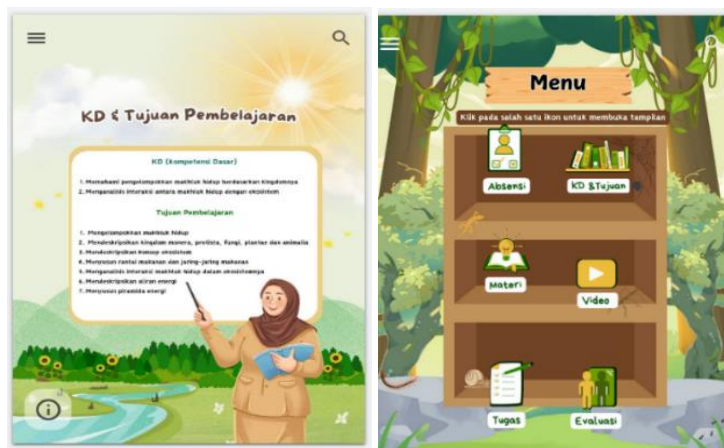 KD & Tujuan Pembelajaran
KD (Kompetensi Dasar)
1. Memahami pengelompokkan makhluk hidup berdasarkan kingdomnya
2. Menganalisis interaksi antara makhluk hidup dengan ekosistem
Tujuan Pembelajaran
1. Mengelompokkan makhluk hidup
2. Mendeskripsikan kingdom monera, protista, fungi, plantae dan animalia
3. Mendeskripsikan konsep ekosistem
4. Menyusun rantai makanan dan jaring-jaring makanan
5. Menganalisis interaksi makhluk hidup dalam ekosistemnya
6. Mendeskripsikan aliran energi
7. Menyusun piramida energi
Menu
Klik pada salah satu ikon untuk membuka tampilan
Absensi
KD &Tujuan
Materi
Video
Tugas
Evaluasi